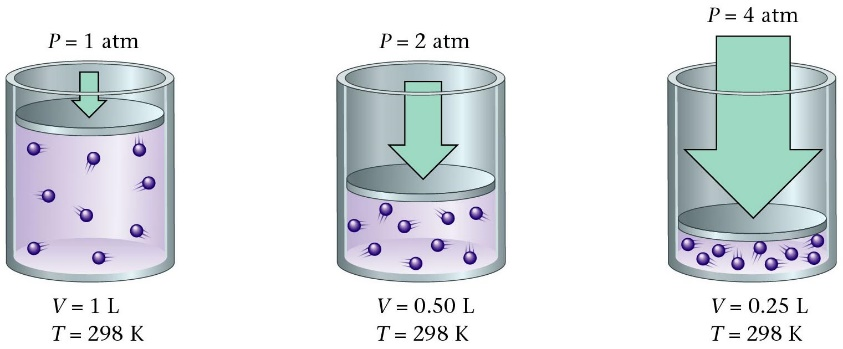 P = 1 atm
P = 2 atm
P = 4 atm
V = 1 L
T = 298 K
V = 0.50 L
T = 298 K
V = 0.25 L
T = 298 K